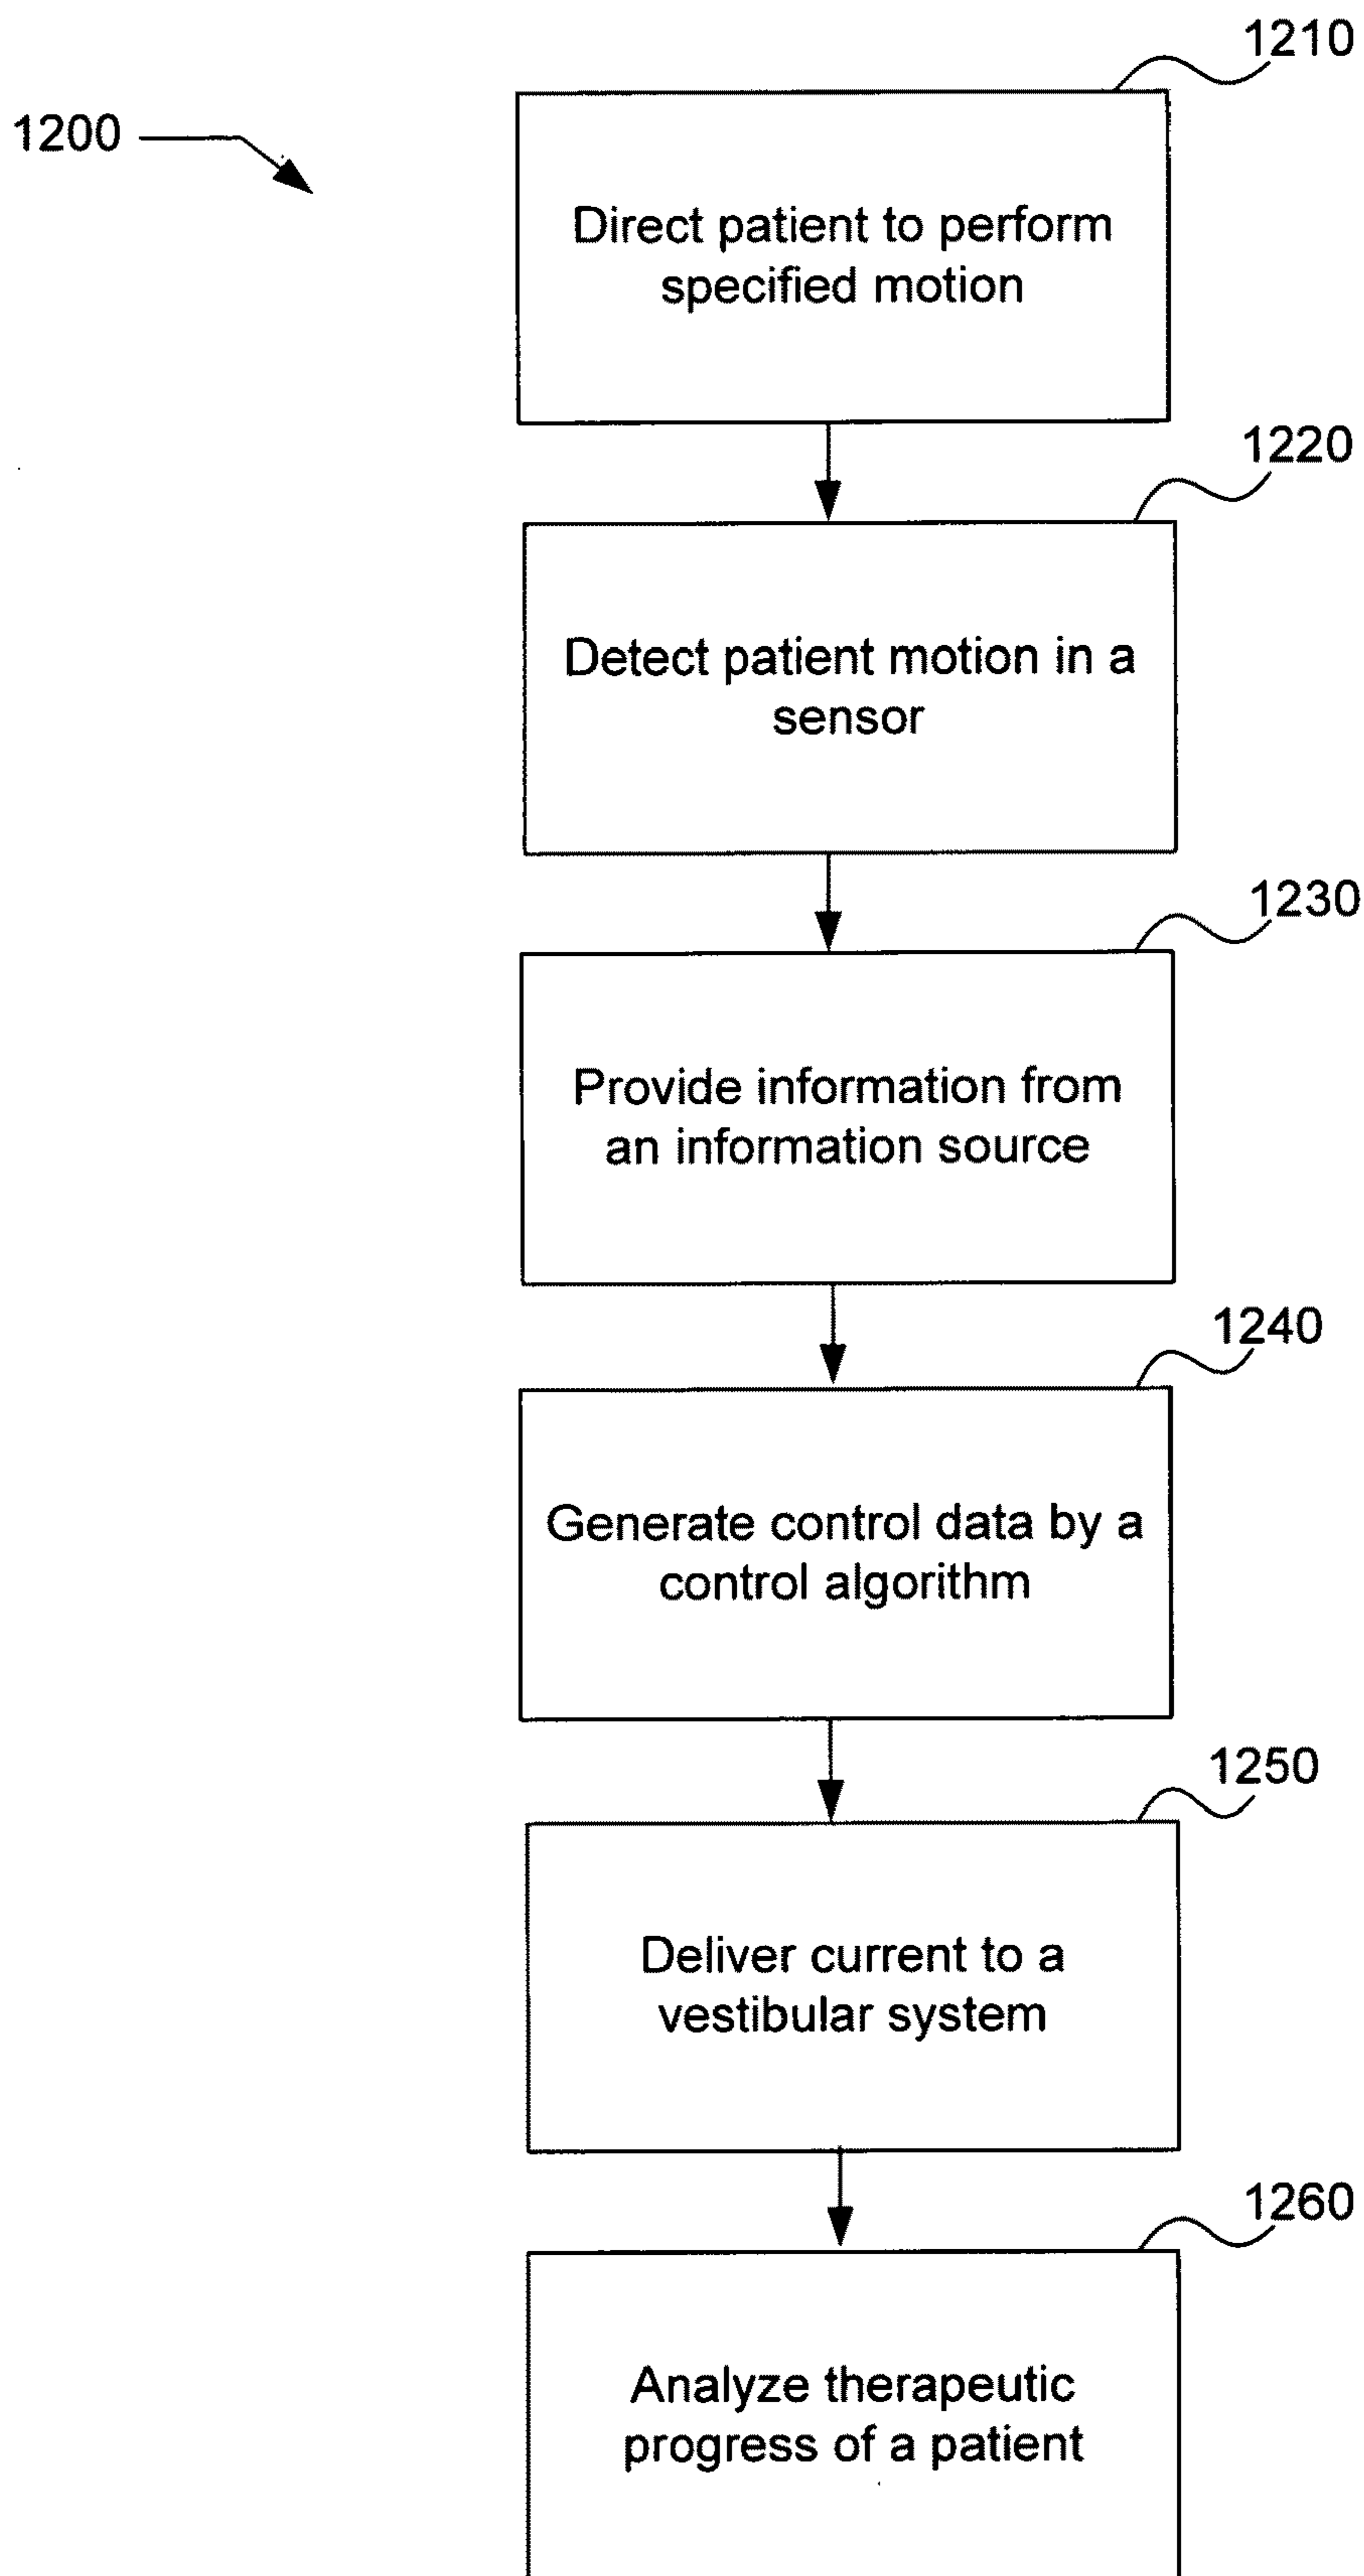 1210
1200
Direct patient to perform
specified motion
1220
Detect patient motion in a
sensor
1230
Provide information from
an information source
1240
Generate control data by a
control algorithm
1250
Deliver current to a
vestibular system
1260
Analyze therapeutic
progress of a patient